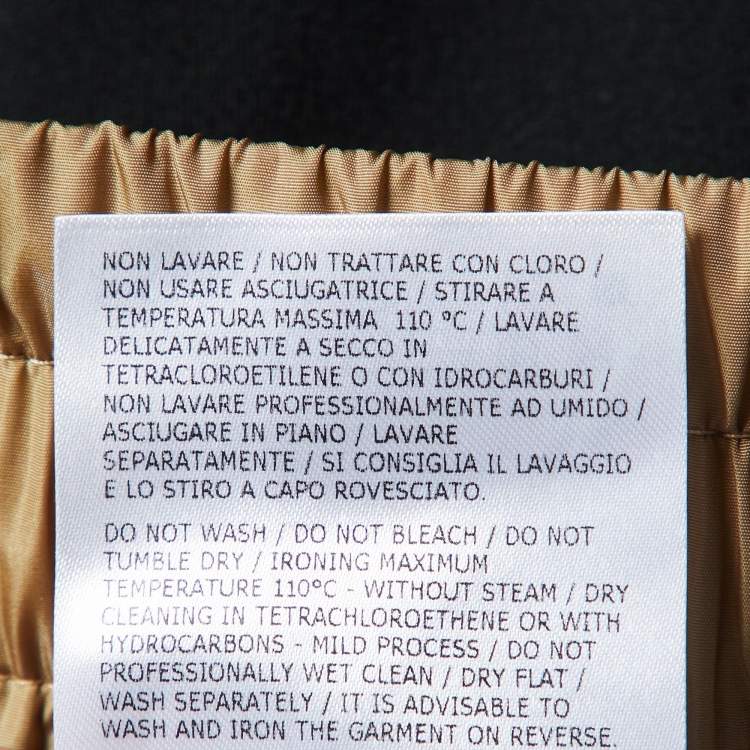 NON LAVARE / NON TRATTARE CON CLORO /
NON USARE ASCIUGATRICE / STIRARE A
TEMPERATURA MASSIMA 110 °C / LAVARE
DELICATAMENTE A SECCO IN
TETRACLOROETILENE O CON IDROCARBURI /
NON LAVARE PROFESSIONALMENTE AD UMIDO /
ASCIUGARE IN PIANO / LAVARE
SEPARATAMENTE / SI CONSIGLIA IL LAVAGGIO
E LO STIRO A CAPO ROVESCIATO.
DO NOT WASH / DO NOT BLEACH / DO NOT
TUMBLE DRY / IRONING MAXIMUM
TEMPERATURE 110°C - WITHOUT STEAM / DRY
CLEANING IN TETRACHLOROETHENE OR WITH
HYDROCARBONS - MILD PROCESS / DO NOT
PROFESSIONALLY WET CLEAN / DRY FLAT /
WASH SEPARATELY / IT IS ADVISABLE TO
WASH AND IRON THE GARMENT ON REVERSE.